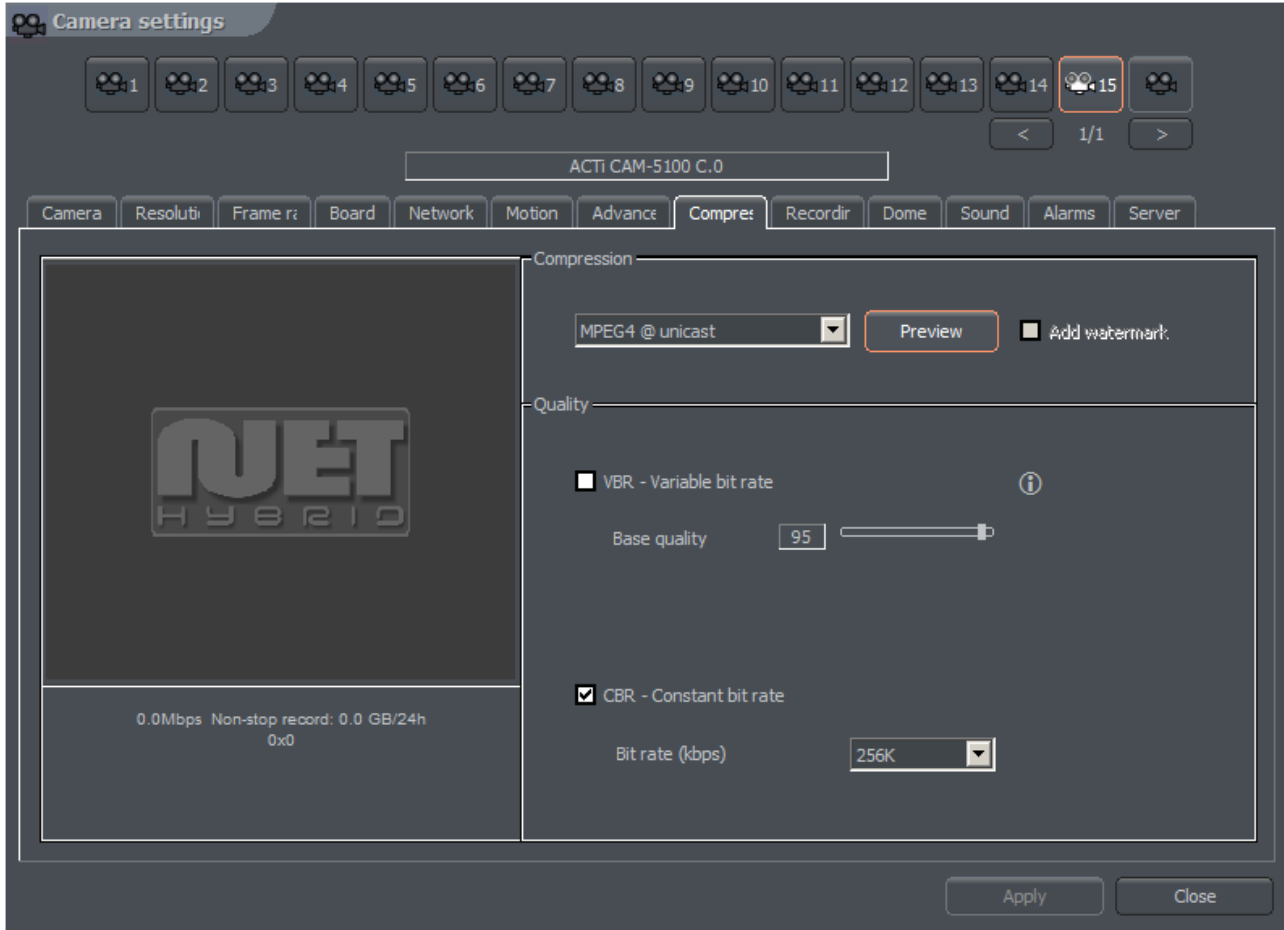 Camera settings
1 2 3 4 5 6 7 8 9 10 11 12 13 14 15
< 1/1 >
ACTi CAM-5100 C.0
Camera Resoluti Frame ra Board Network Motion Advance Compres Recordir Dome Sound Alarms Server
Compression
MPEG4 @ unicast Preview Add watermark
Quality
VBR - Variable bit rate
Base quality 95
NET
HYBRID
CBR - Constant bit rate
0.0Mbps Non-stop record: 0.0 GB/24h
0x0
Bit rate (kbps) 256K
Apply Close